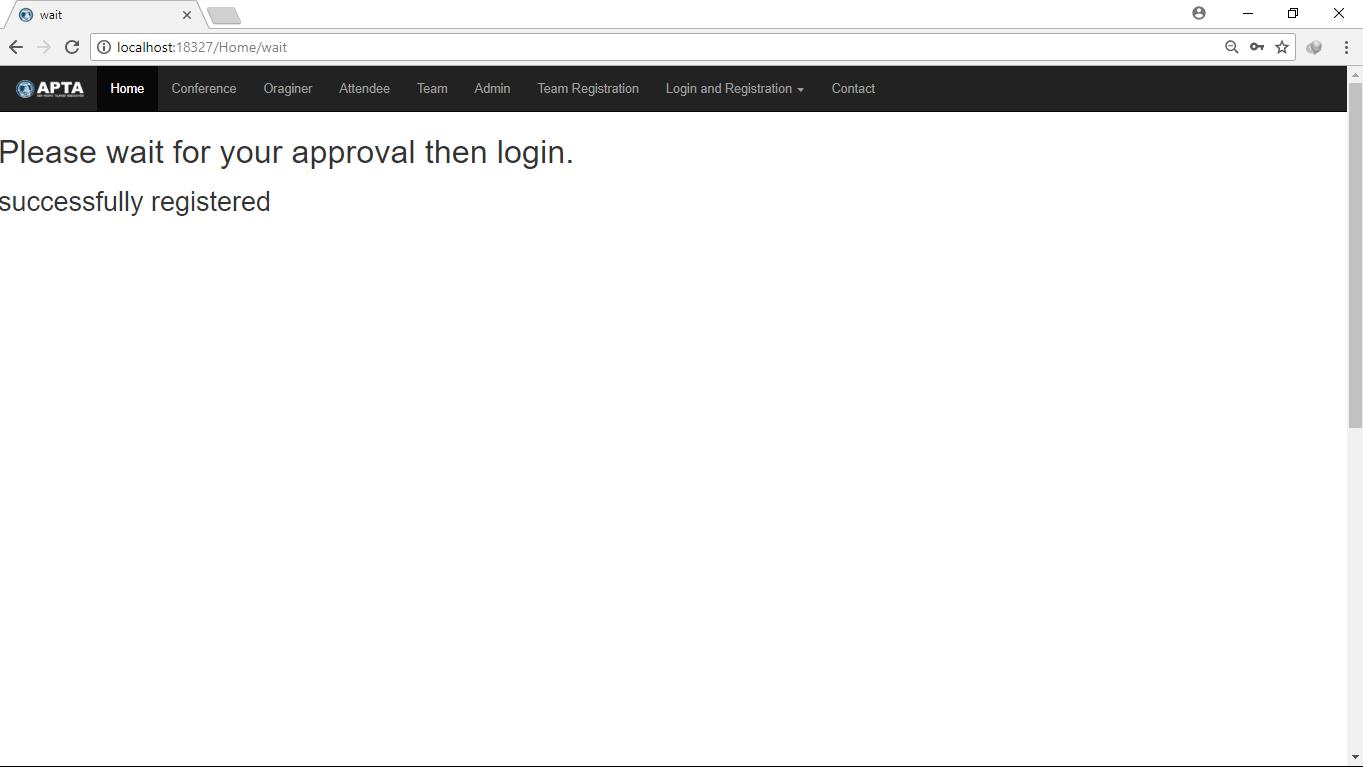 wait
localhost:18327/Home/wait
APTA Home Conference Oraginer Attendee Team Admin Team Registration Login and Registration Contact
Please wait for your approval then login.
successfully registered